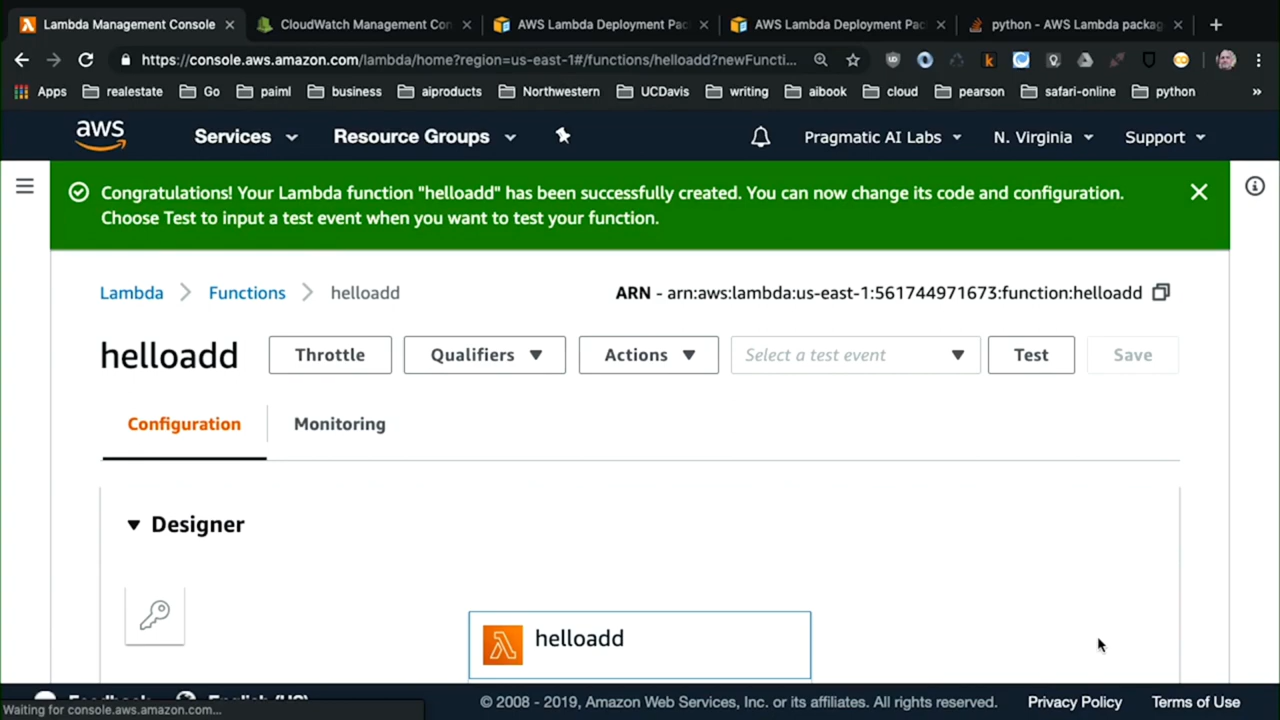 Lambda Management Console
CloudWatch Management Con
AWS Lambda Deployment Pac
AWS Lambda Deployment Pac
python - AWS Lambda packag
https://console.aws.amazon.com/lambda/home?region=us-east-1#/functions/helloadd?newFuncti...
Apps realestate Go paiml business aiproducts Northwestern UCDavis writing aibook cloud pearson safari-online python »
aws Services Resource Groups Pragmatic AI Labs N. Virginia Support
Congratulations! Your Lambda function "helloadd" has been successfully created. You can now change its code and configuration.
Choose Test to input a test event when you want to test your function.
Lambda Functions helloadd ARN - arn:aws:lambda:us-east-1:561744971673:function:helloadd
helloadd Throttle Qualifiers Actions Select a test event Test Save
Configuration Monitoring
Designer
helloadd
Feedback English (US) © 2008 - 2019, Amazon Web Services, Inc. or its affiliates. All rights reserved. Privacy Policy Terms of Use
Waiting for console.aws.amazon.com...